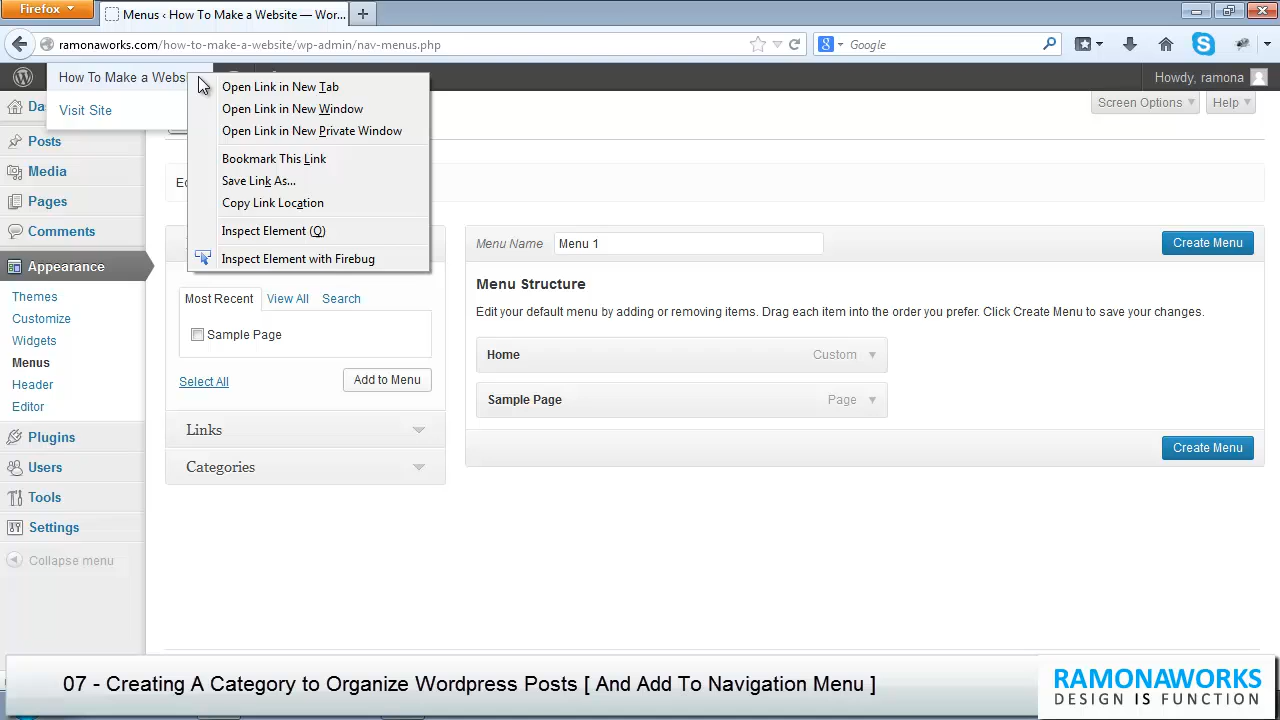 Firefox
Menus ‹ How To Make a Website — Wor...
ramonaworks.com/how-to-make-a-website/wp-admin/nav-menus.php
Google
How To Make a Webs
Howdy, ramona
Visit Site
Open Link in New Tab
Open Link in New Window
Open Link in New Private Window
Bookmark This Link
Save Link As...
Copy Link Location
Inspect Element (Q)
Inspect Element with Firebug
Screen Options
Help
Posts
Media
Pages
Comments
Appearance
Themes
Customize
Widgets
Menus
Header
Editor
Plugins
Users
Tools
Settings
Collapse menu
Most Recent
View All
Search
Sample Page
Select All
Add to Menu
Links
Categories
Menu Name
Menu 1
Create Menu
Menu Structure
Edit your default menu by adding or removing items. Drag each item into the order you prefer. Click Create Menu to save your changes.
Home
Custom
Sample Page
Page
Create Menu
07 - Creating A Category to Organize Wordpress Posts [ And Add To Navigation Menu ]
RAMONAWORKS
DESIGN IS FUNCTION